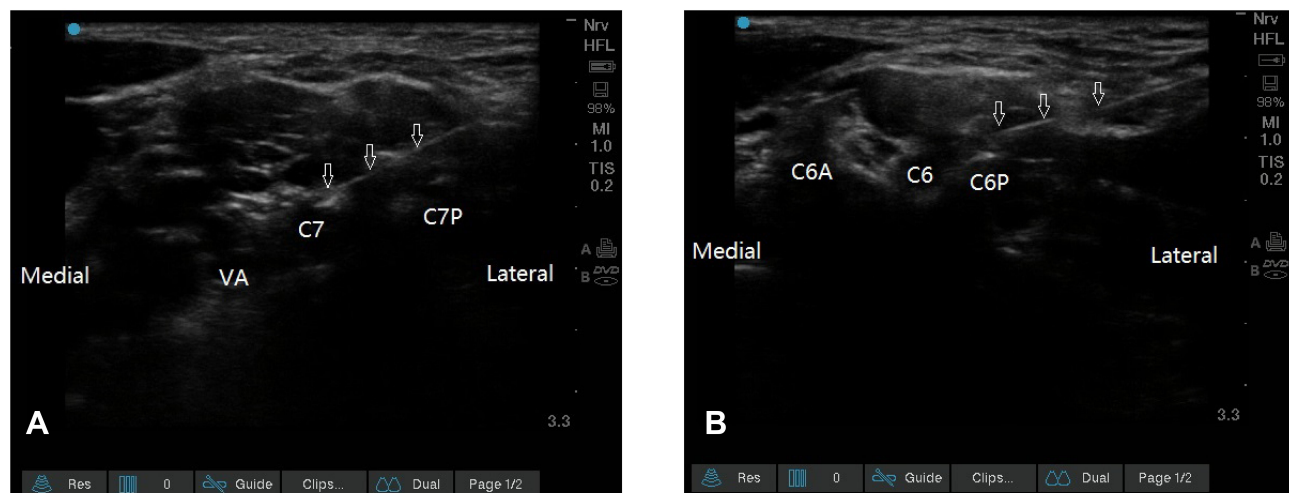 Nrv
HFL
98%
MI
1.0
TIS
0.2
C7
C7P
A
Medial
VA
Lateral
B DVD
3.3
A
Res
0
Guide
Clips...
Dual
Page 1/2
Nrv
HFL
98%
MI
1.0
TIS
0.2
C6A
C6
C6P
A
Medial
Lateral
B DVD
3.3
B
Res
0
Guide
Clips...
Dual
Page 1/2